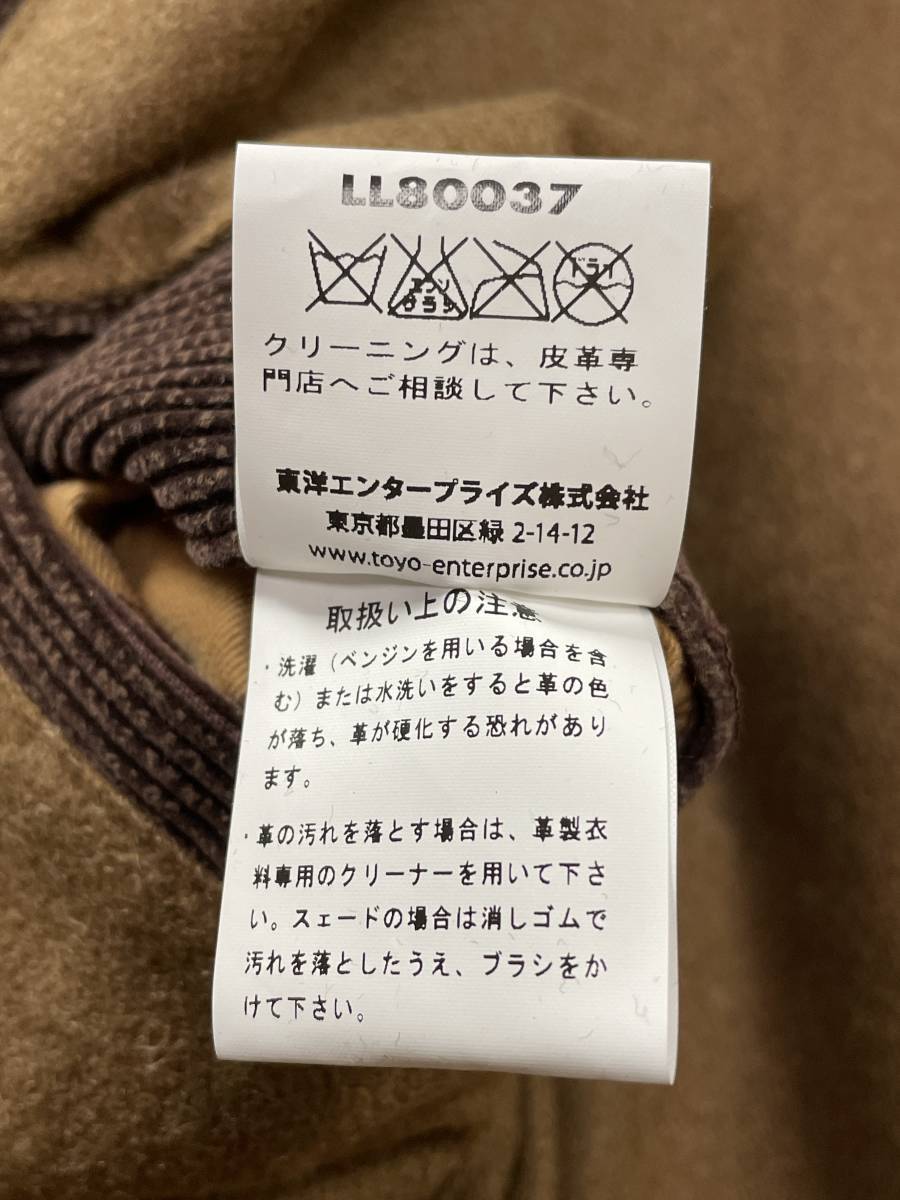 LL80037
エンソ
サラシ
ドライ
クリーニングは、皮革専
門店へご相談して下さい。
東洋エンタープライズ株式会社
東京都墨田区緑 2-14-12
www.toyo-enterprise.co.jp
取扱い上の注意
・洗濯（ベンジンを用いる場合を含
む）または水洗いをすると革の色
が落ち、革が硬化する恐れがあり
ます。
・革の汚れを落とす場合は、革製衣
料専用のクリーナーを用いて下さ
い。スェードの場合は消しゴムで
汚れを落としたうえ、ブラシをか
けて下さい。